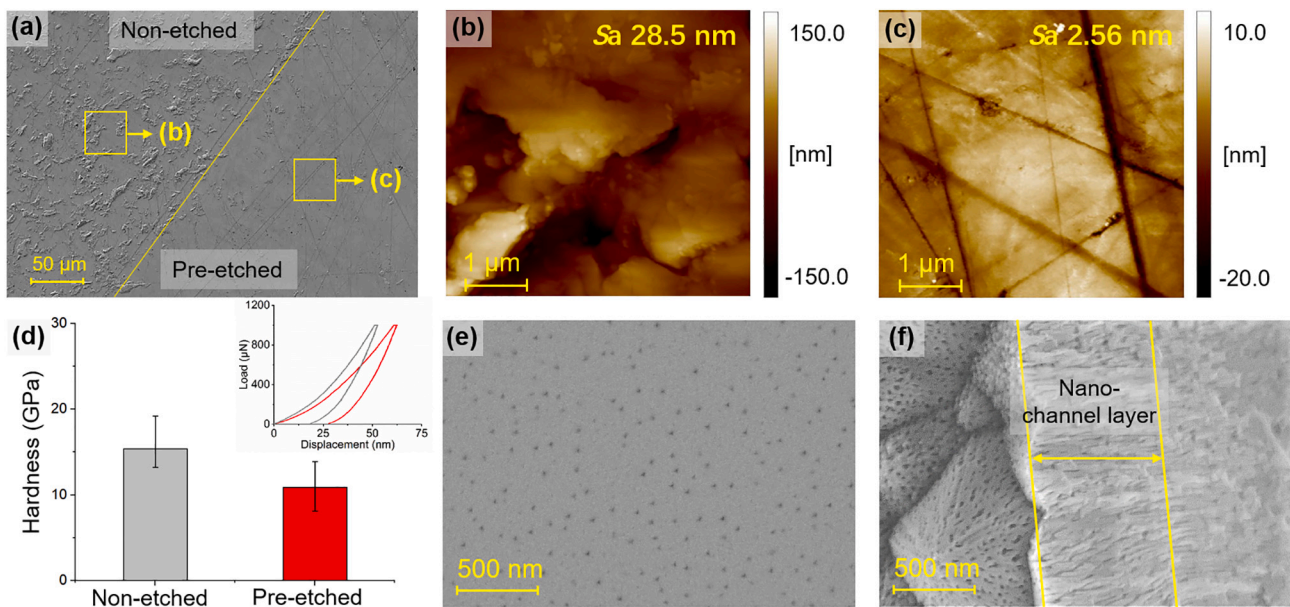 (a)
Non-etched
(b)
(c)
Pre-etched
50 μm
(b)
Sa 28.5 nm
1 μm
150.0
[nm]
-150.0
(c)
Sa 2.56 nm
1 μm
10.0
[nm]
-20.0
(d)
Hardness (GPa)
30
20
10
0
Non-etched
Pre-etched
Load (μN)
1200
800
400
0
0
25
50
75
Displacement (nm)
(e)
500 nm
(f)
Nano-
channel layer
500 nm